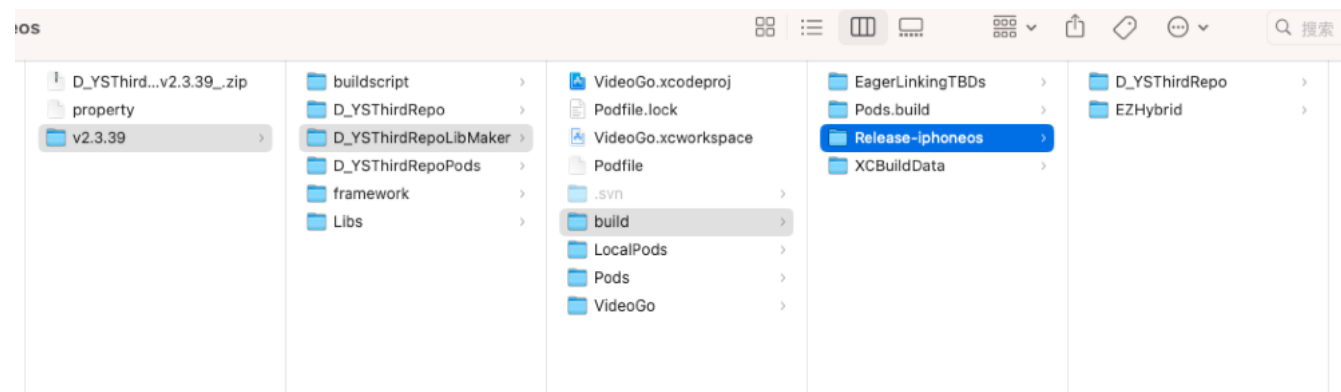 eos
搜索
D_YSThird...v2.3.39_.zip
property
v2.3.39
buildscript
D_YSThirdRepo
D_YSThirdRepoLibMaker
D_YSThirdRepoPods
framework
Libs
VideoGo.xcodeproj
Podfile.lock
VideoGo.xcworkspace
Podfile
.svn
build
LocalPods
Pods
VideoGo
EagerLinkingTBDs
Pods.build
Release-iphoneos
XCBuildData
D_YSThirdRepo
EZHybrid